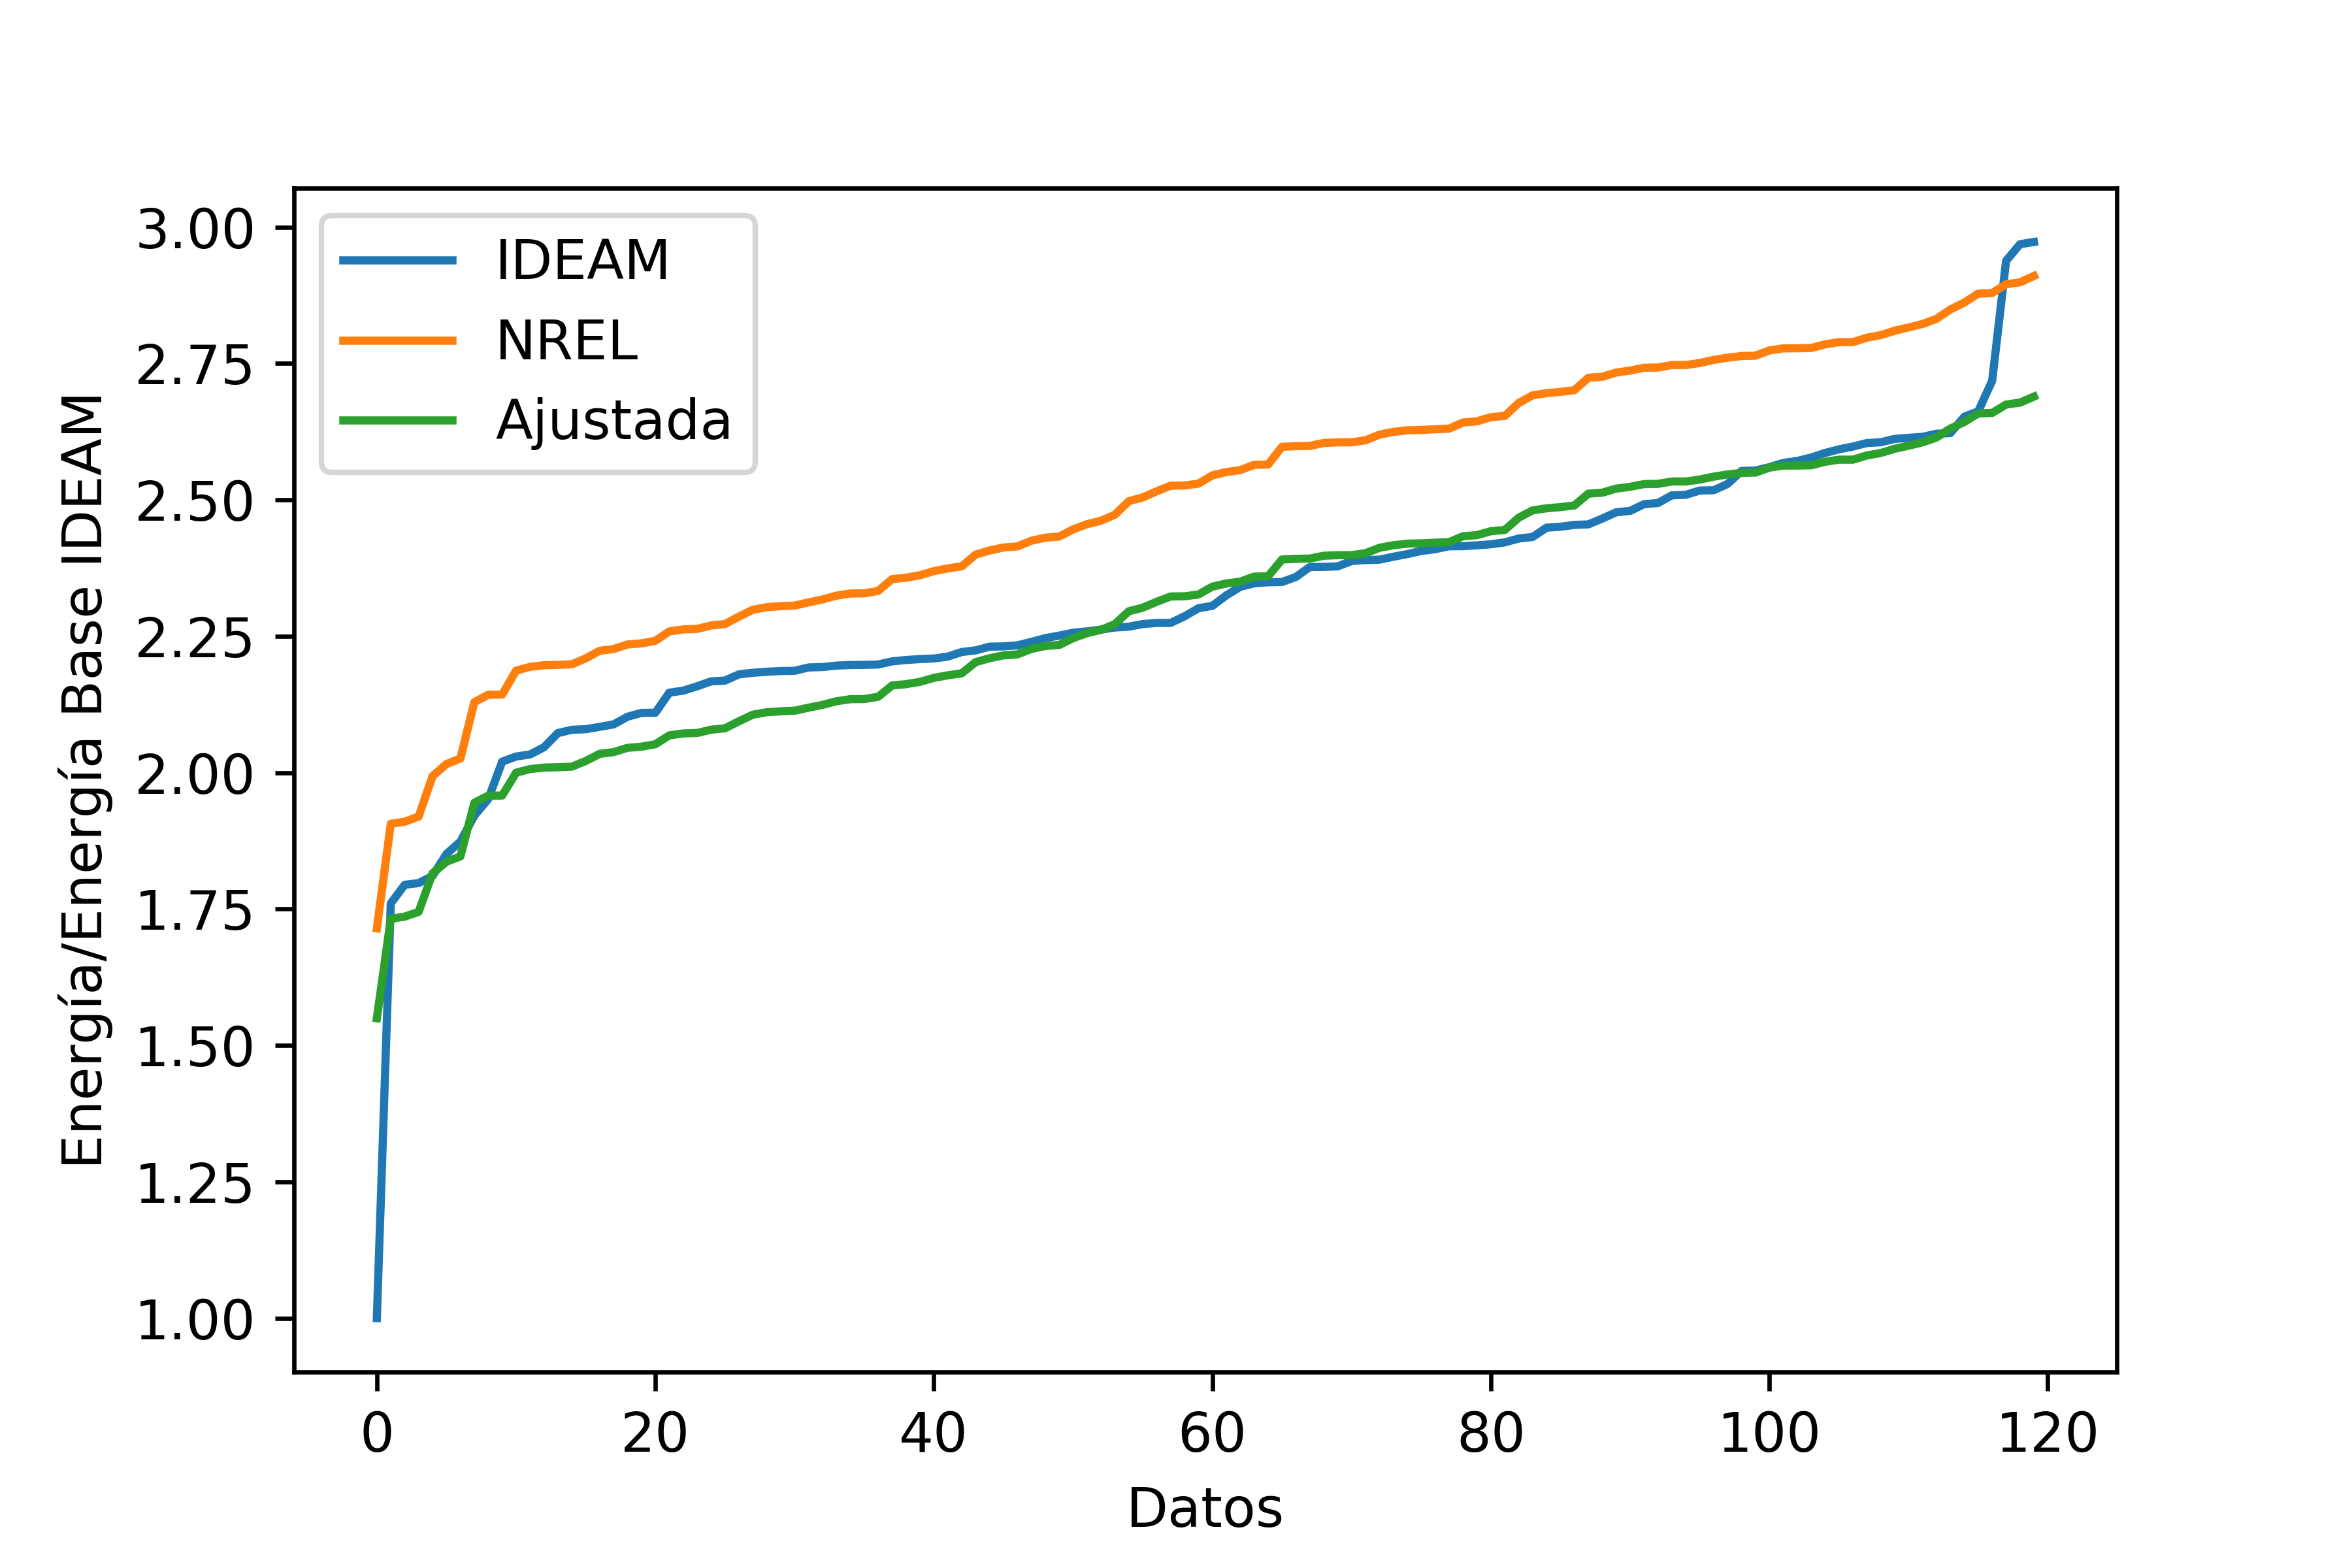 IDEAM
NREL
Ajustada
3.00
2.75
2.50
2.25
2.00
1.75
1.50
1.25
1.00
Energía/Energía Base IDEAM
0 20 40 60 80 100 120
Datos